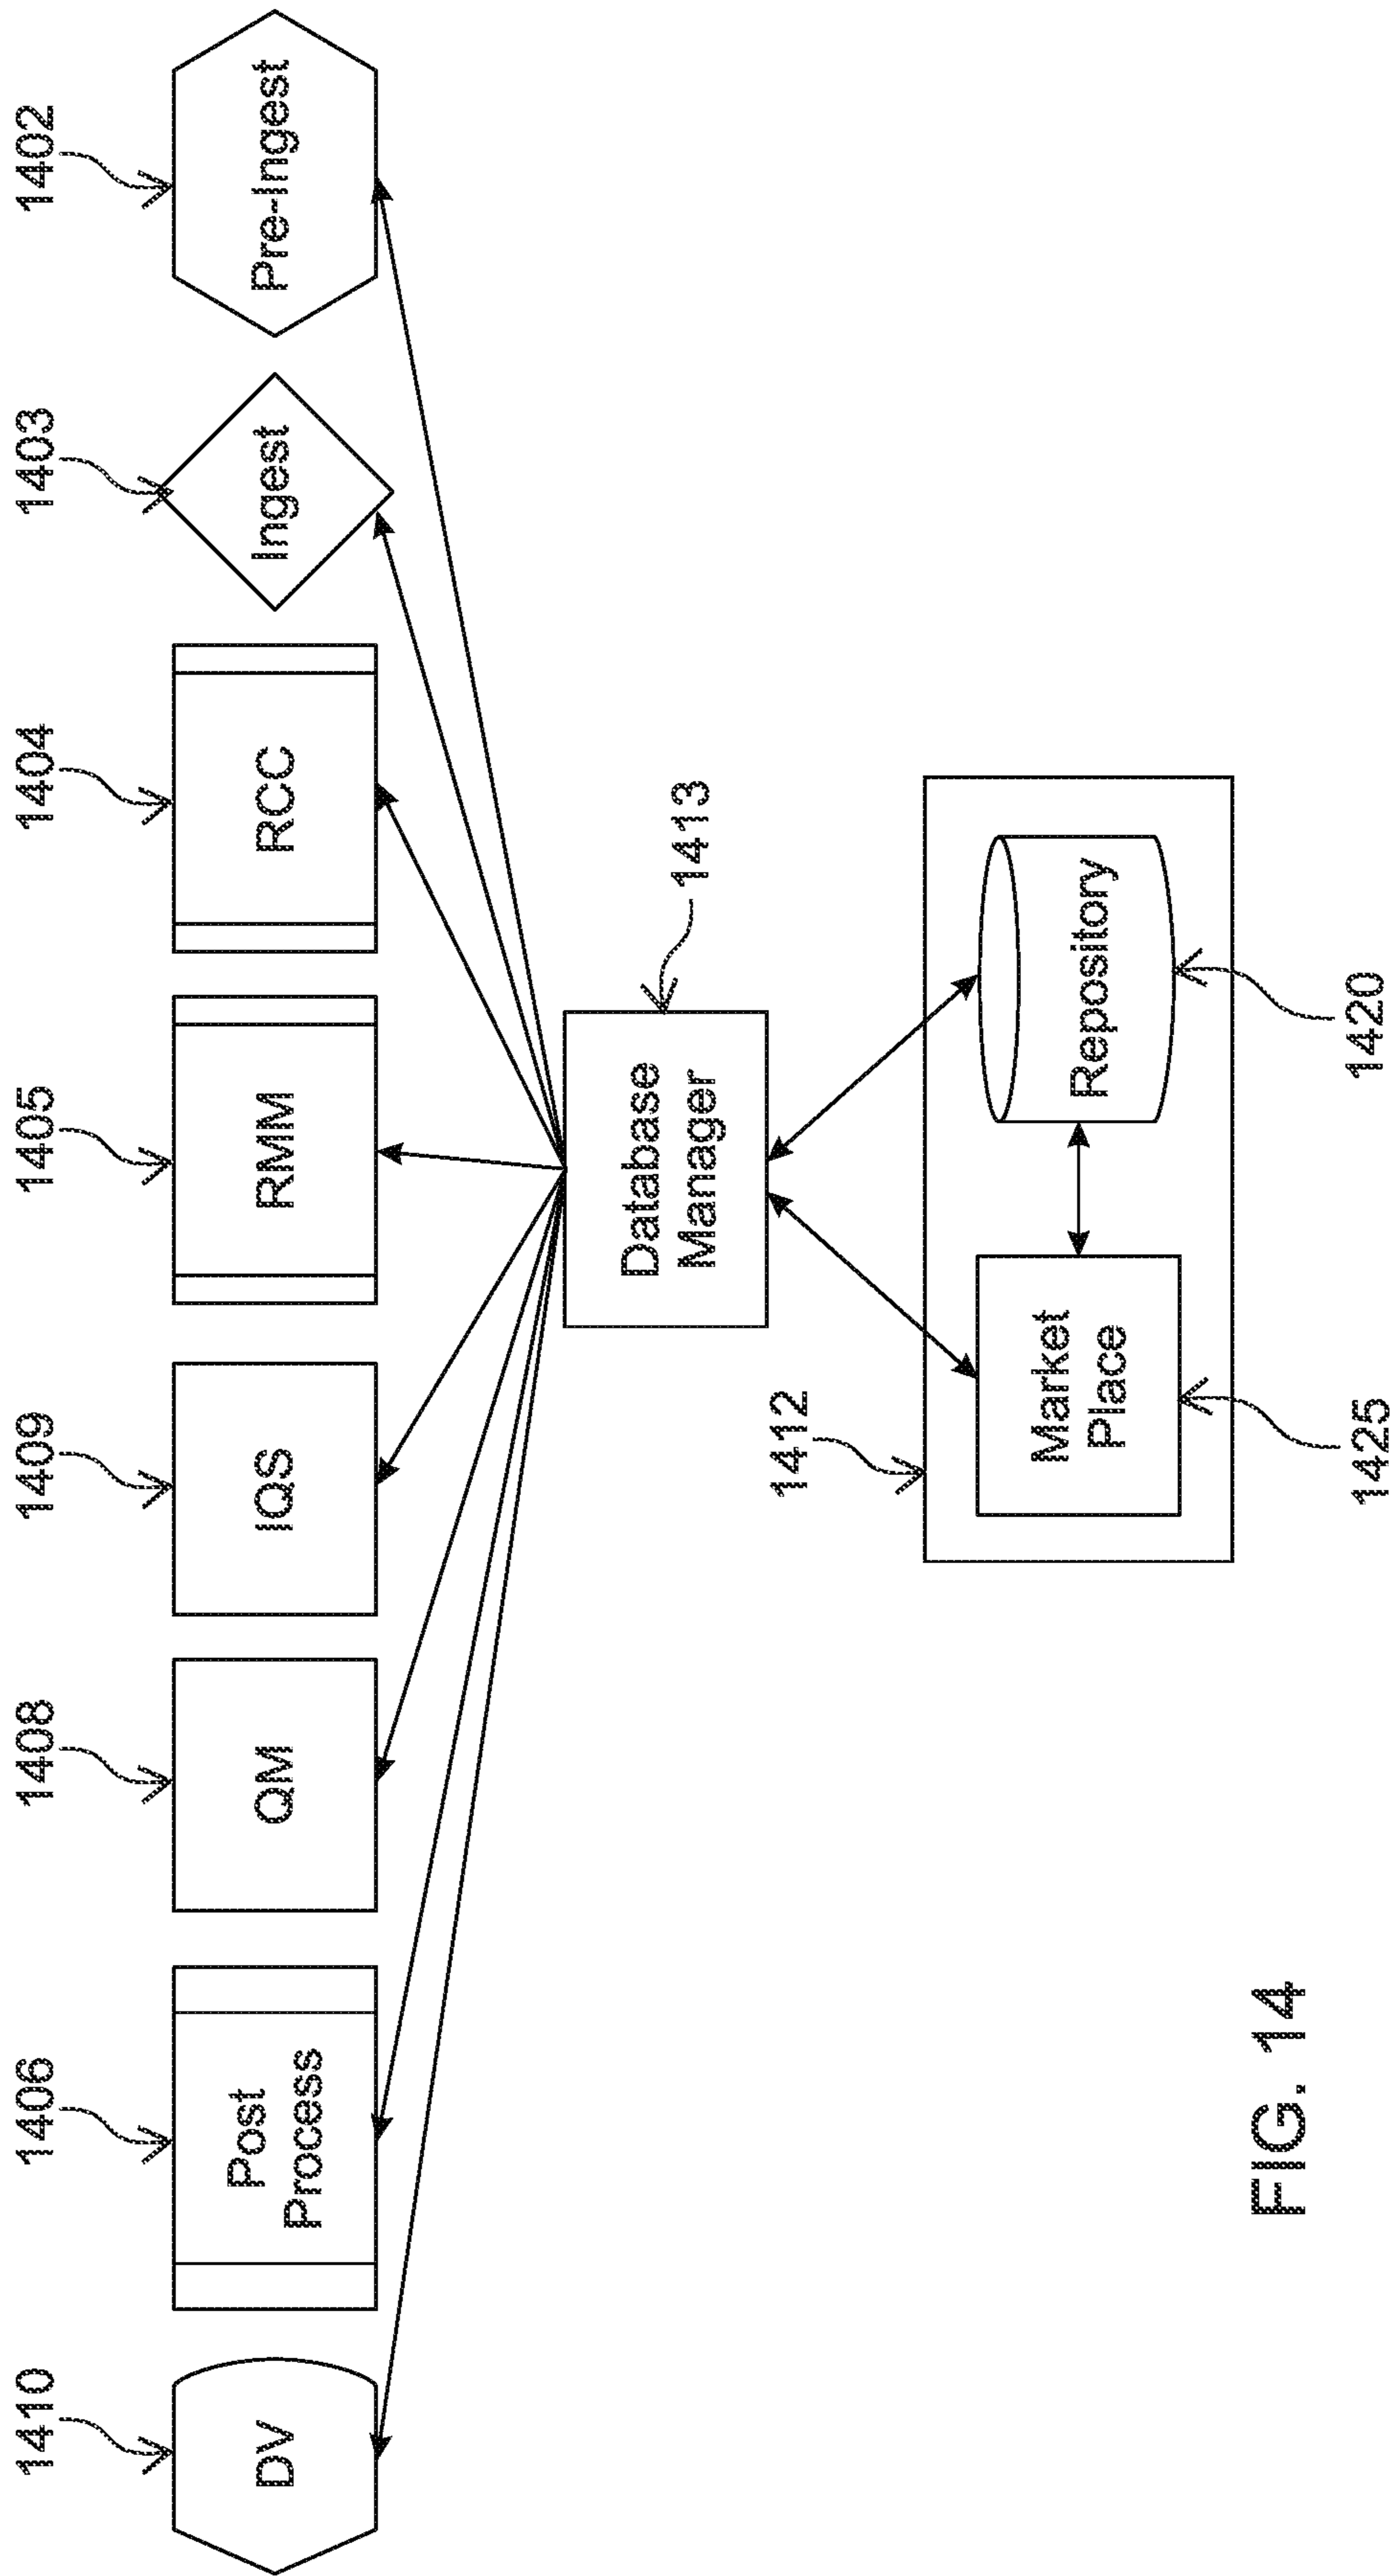 1410
1406
1408
1409
1405
1404
1403
1402
DV
Post
Process
QM
IQS
RMM
RCC
Ingest
Pre-Ingest
Database
Manager
1413
1412
Market
Place
Repository
1425
1420
FIG. 14